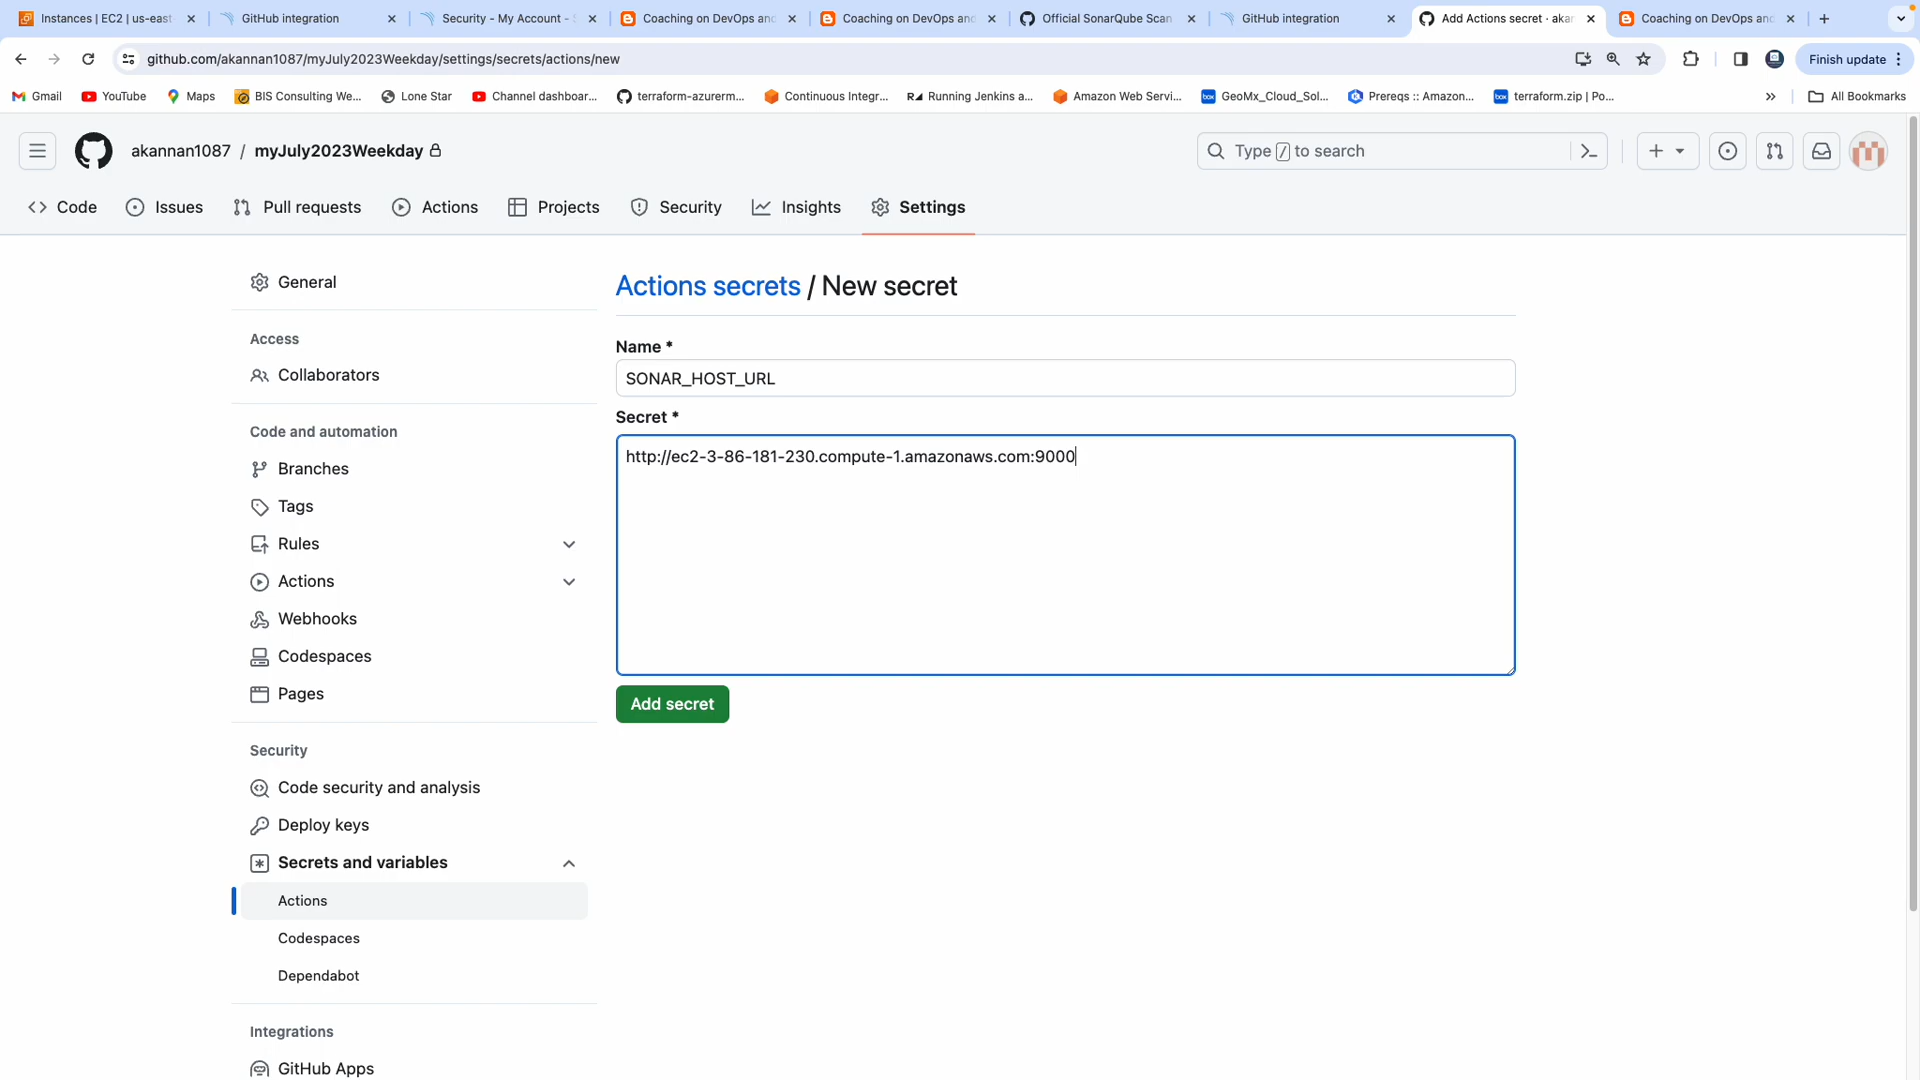 Instances | EC2 | us-east
GitHub integration
Security - My Account - S
Coaching on DevOps and
Coaching on DevOps and
Official SonarQube Scan
GitHub integration
Add Actions secret · akan
Coaching on DevOps and
github.com/akannan1087/myJuly2023Weekday/settings/secrets/actions/new
Finish update
Gmail
YouTube
Maps
BIS Consulting We...
Lone Star
Channel dashboar...
terraform-azurerm...
Continuous Integr...
Running Jenkins a...
Amazon Web Servi...
GeoMx_Cloud_Sol...
Prereqs :: Amazon...
terraform.zip | Po...
All Bookmarks
akannan1087 / myJuly2023Weekday
Type / to search
Code
Issues
Pull requests
Actions
Projects
Security
Insights
Settings
General
Access
Collaborators
Code and automation
Branches
Tags
Rules
Actions
Webhooks
Codespaces
Pages
Security
Code security and analysis
Deploy keys
Secrets and variables
Actions
Codespaces
Dependabot
Integrations
GitHub Apps
Actions secrets / New secret
Name *
SONAR_HOST_URL
Secret *
http://ec2-3-86-181-230.compute-1.amazonaws.com:9000
Add secret